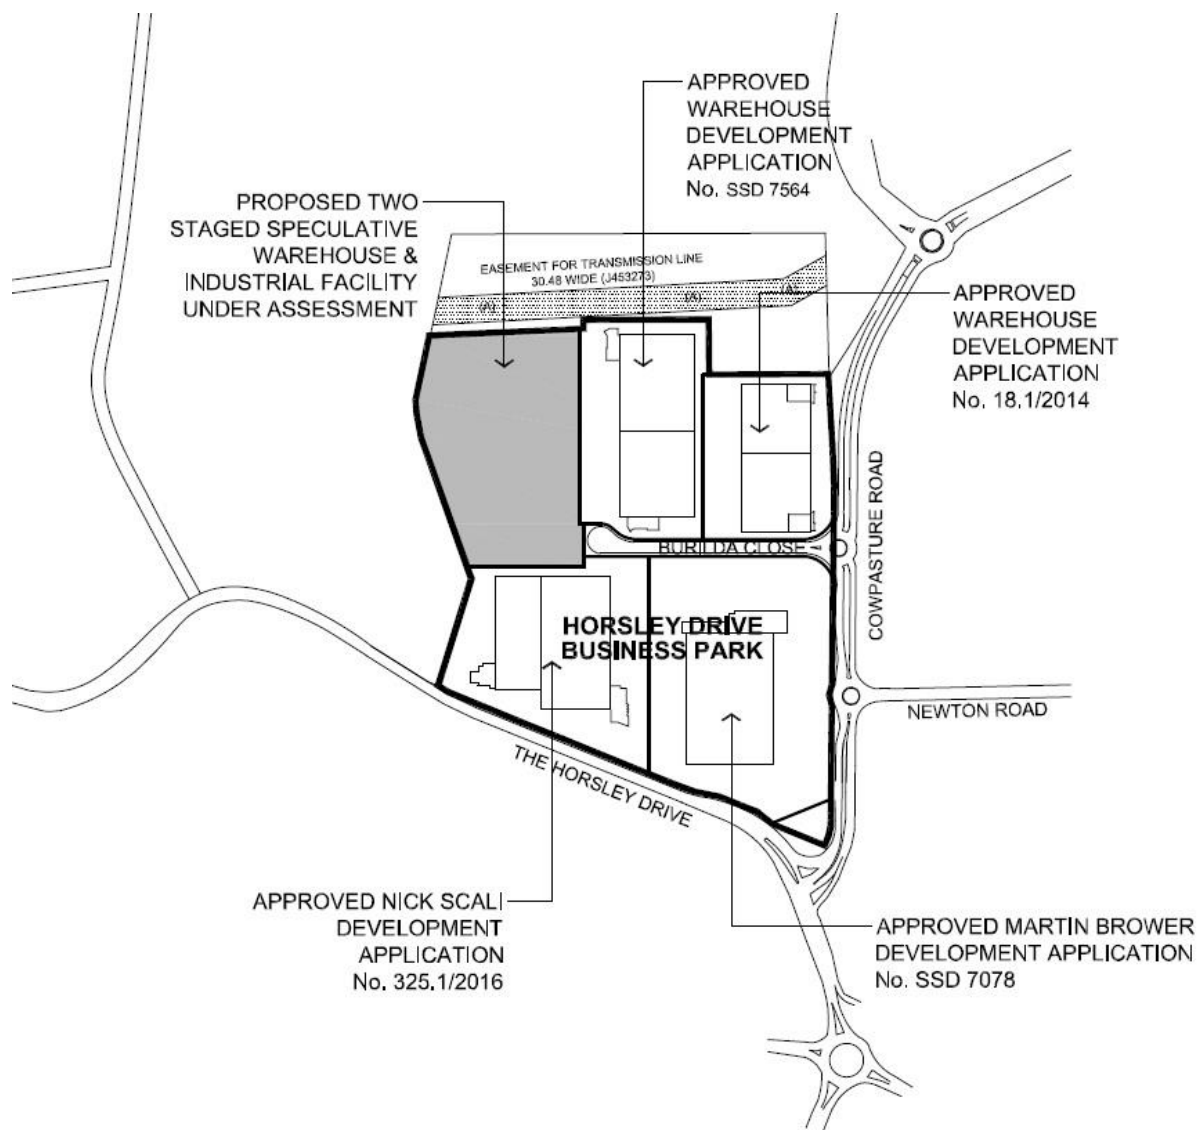 APPROVED
WAREHOUSE
DEVELOPMENT
APPLICATION
No. SSD 7564
PROPOSED TWO
STAGED SPECULATIVE
WAREHOUSE &
INDUSTRIAL FACILITY
UNDER ASSESSMENT
EASEMENT FOR TRANSMISSION LINE
30.48 WIDE (J453273)
(A)
(A)
(A)
APPROVED
WAREHOUSE
DEVELOPMENT
APPLICATION
No. 18.1/2014
COWPASTURE ROAD
BURILDA CLOSE
HORSLEY DRIVE
BUSINESS PARK
NEWTON ROAD
THE HORSLEY DRIVE
APPROVED NICK SCALI
DEVELOPMENT
APPLICATION
No. 325.1/2016
APPROVED MARTIN BROWER
DEVELOPMENT APPLICATION
No. SSD 7078